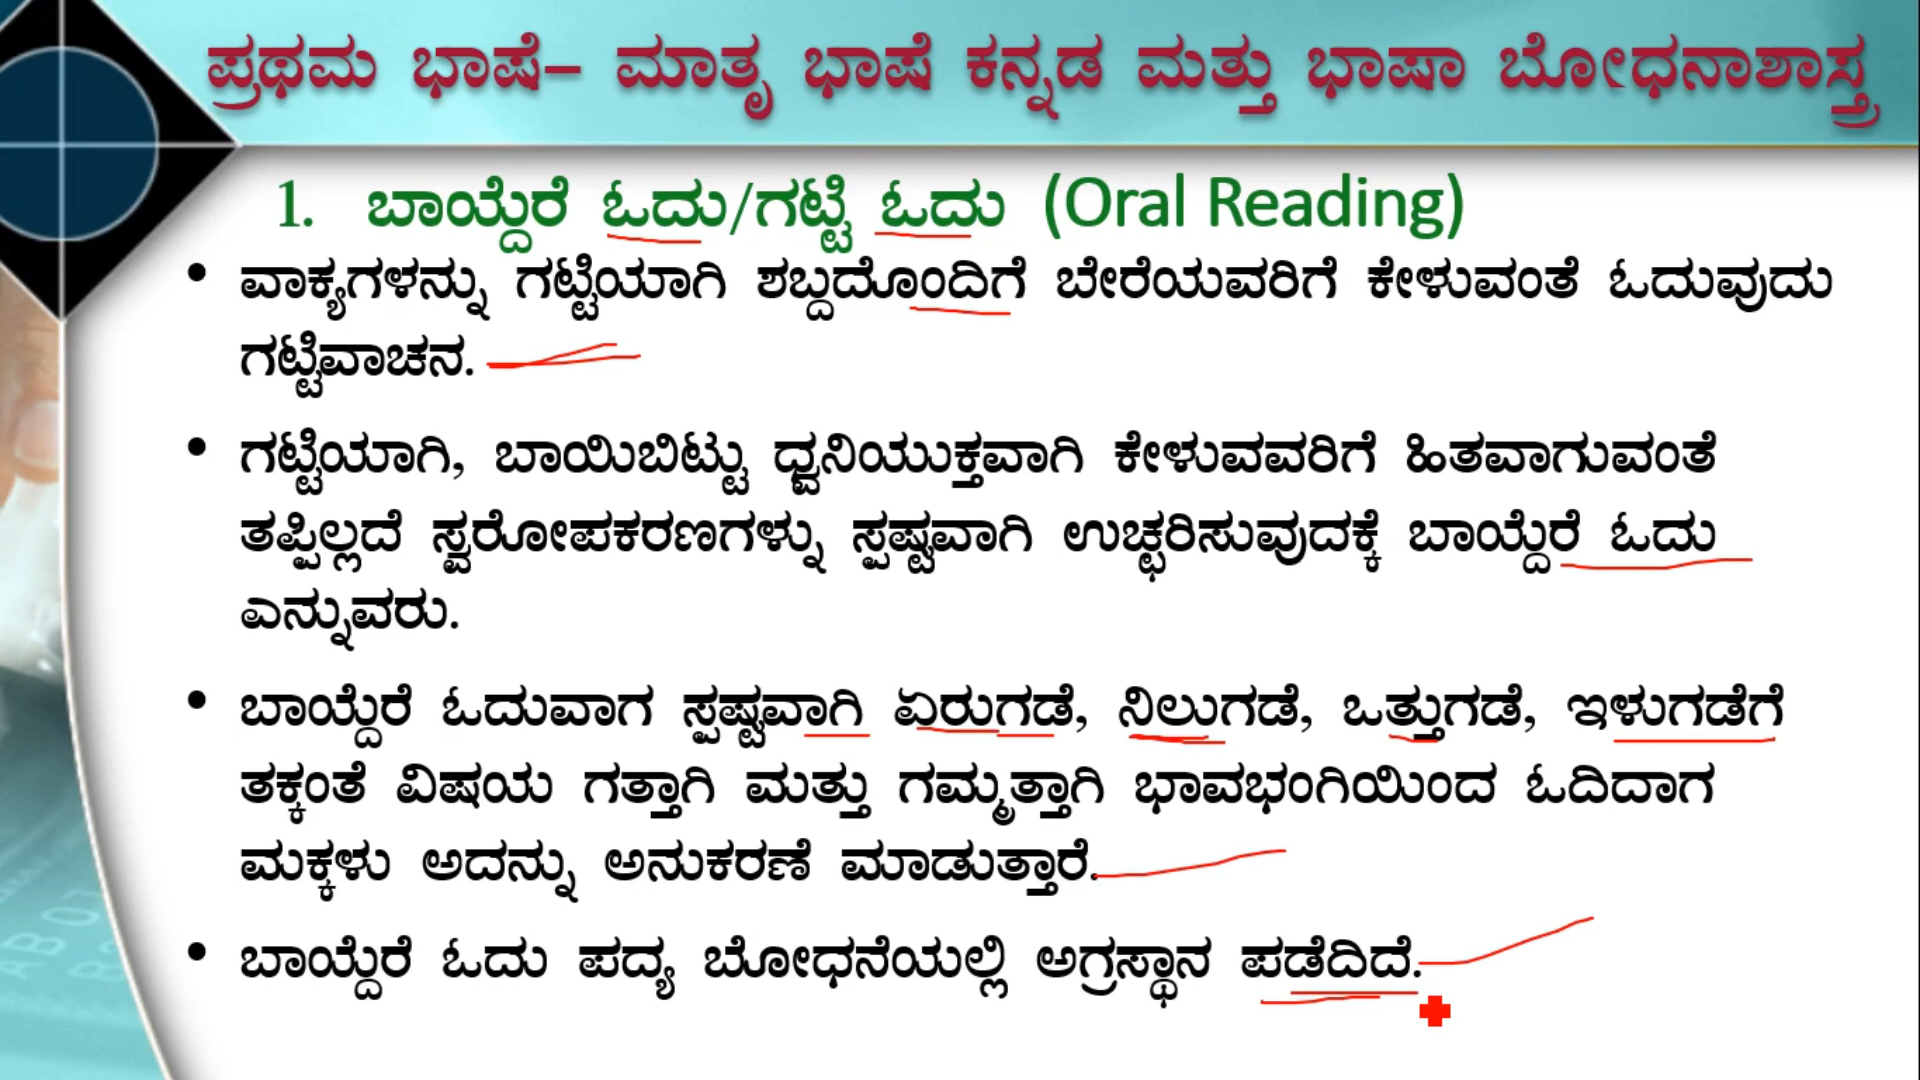 ಪ್ರಥಮ ಭಾಷೆ– ಮಾತೃ ಭಾಷೆ ಕನ್ನಡ ಮತ್ತು ಭಾಷಾ ಬೋಧನಾಶಾಸ್ತ್ರ
1. ಬಾಯ್ದೆರೆ ಓದು/ಗಟ್ಟಿ ಓದು (Oral Reading)
• ವಾಕ್ಯಗಳನ್ನು ಗಟ್ಟಿಯಾಗಿ ಶಬ್ದದೊಂದಿಗೆ ಬೇರೆಯವರಿಗೆ ಕೇಳುವಂತೆ ಓದುವುದು
ಗಟ್ಟಿವಾಚನ.
• ಗಟ್ಟಿಯಾಗಿ, ಬಾಯಿಬಿಟ್ಟು ಧ್ವನಿಯುಕ್ತವಾಗಿ ಕೇಳುವವರಿಗೆ ಹಿತವಾಗುವಂತೆ
ತಪ್ಪಿಲ್ಲದೆ ಸ್ವರೋಪಕರಣಗಳ್ನು ಸ್ಪಷ್ಟವಾಗಿ ಉಚ್ಛರಿಸುವುದಕ್ಕೆ ಬಾಯ್ದೆರೆ ಓದು
ಎನ್ನುವರು.
• ಬಾಯ್ದೆರೆ ಓದುವಾಗ ಸ್ಪಷ್ಟವಾಗಿ ಏರುಗಡೆ, ನಿಲುಗಡೆ, ಒತ್ತುಗಡೆ, ಇಳುಗಡೆಗೆ
ತಕ್ಕಂತೆ ವಿಷಯ ಗತ್ತಾಗಿ ಮತ್ತು ಗಮ್ಮತ್ತಾಗಿ ಭಾವಭಂಗಿಯಿಂದ ಓದಿದಾಗ
ಮಕ್ಕಳು ಅದನ್ನು ಅನುಕರಣೆ ಮಾಡುತ್ತಾರೆ.
• ಬಾಯ್ದೆರೆ ಓದು ಪದ್ಯ ಬೋಧನೆಯಲ್ಲಿ ಅಗ್ರಸ್ಥಾನ ಪಡೆದಿದೆ.